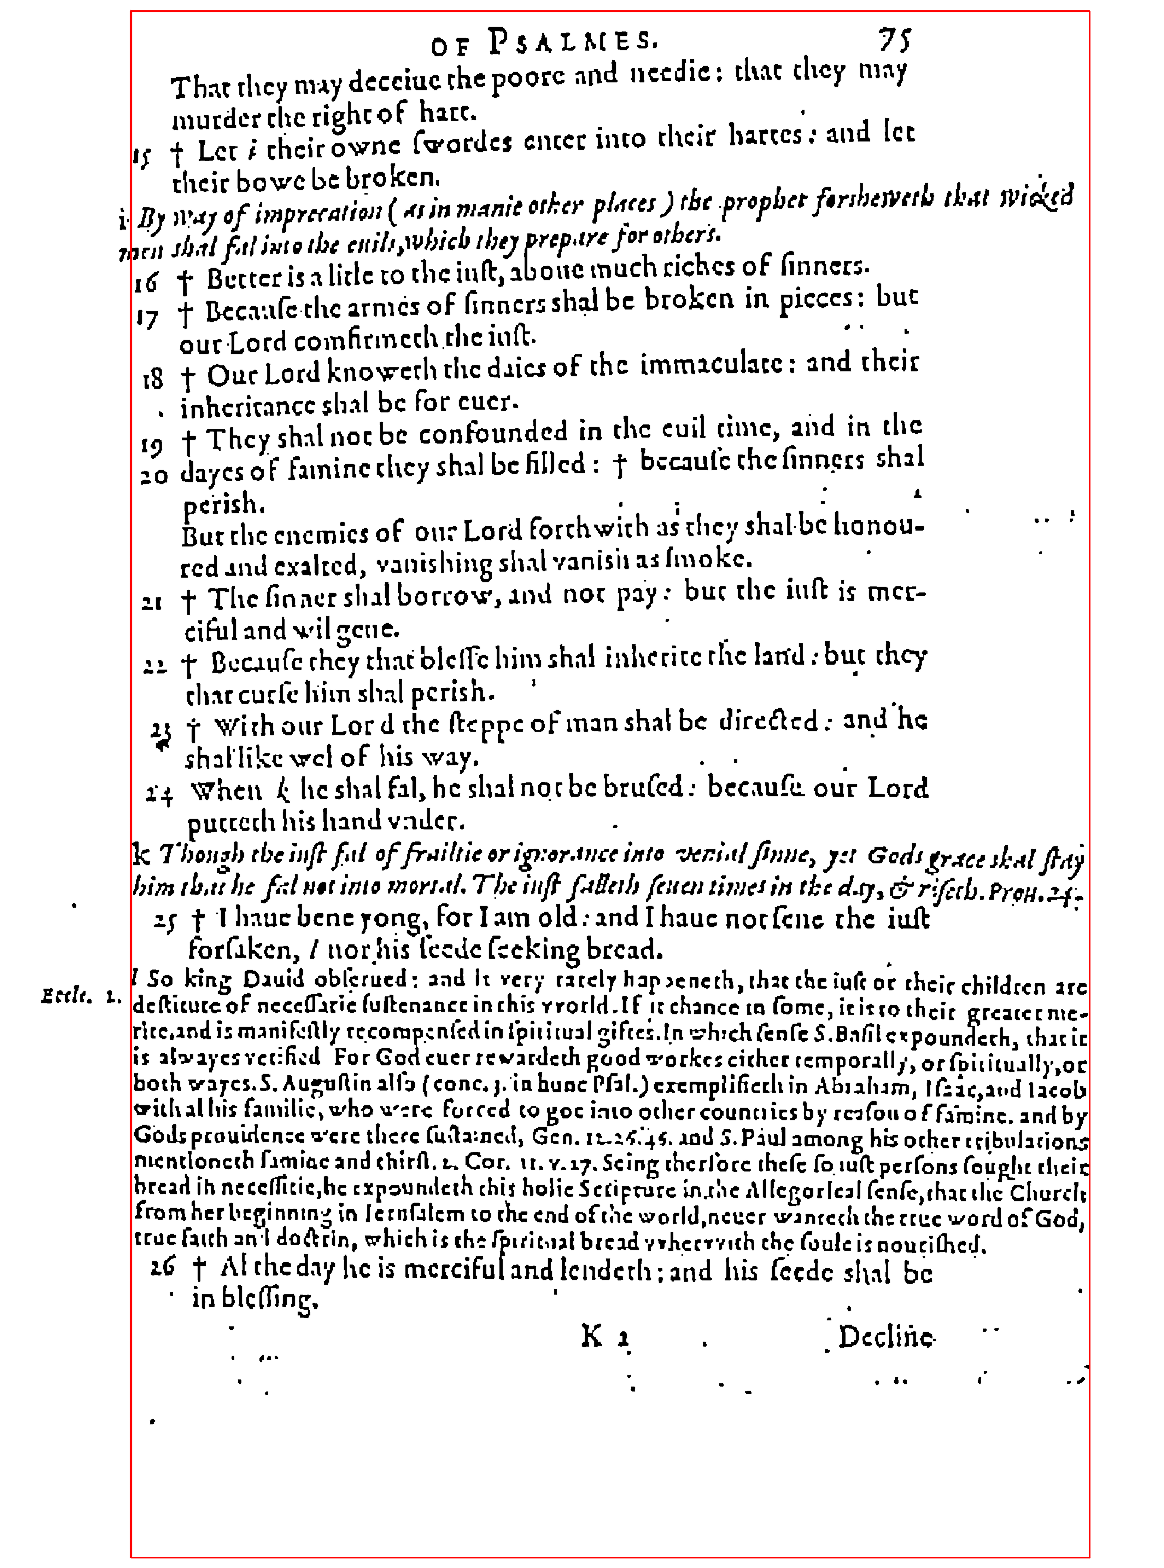 OF PSALMES. 75
That they may deceiue the poore and needie: that they may
murder the right of hart.
15 † Let i their owne ſwordes enter into their hartes: and let
their bowe be broken.
i By way of imprecation (as in manie other places) the prophet forsheweth that wicked
men shal fal into the euils, which they prepare for others.
16 † Better is a litle to the iuſt, aboue much riches of ſinners.
17 † Becauſe the armes of ſinners shal be broken in pieces: but
our Lord comfirmeth the iuſt.
18 † Our Lord knoweth the daies of the immaculate: and their
inheritance shal be for euer.
19 † They shal not be confounded in the euil time, and in the
20 dayes of famine they shal be filled: † becauſe the ſinners shal
perish.
But the enemies of our Lord forthwith as they shal be honou-
red and exalted, vanishing shal vanish as ſmoke.
21 † The ſinner shal borrow, and not pay: but the iuſt is mer-
ciful and wil geue.
22 † Becauſe they that bleſſe him shal inherite the land: but they
that curſe him shal perish.
23 † With our Lord the ſteppe of man shal be directed: and he
shal like wel of his way.
24 When k he shal fal, he shal not be bruſed: becauſe our Lord
putteth his hand vnder.
k Though the iuſt fal of frailtie or ignorance into venial ſinne, yet Gods grace shal ſtay
him that he fal not into mortal. The iuſt falleth ſeuen times in the day, & riſeth. Prou. 24.
25 † I haue bene yong, for I am old: and I haue not ſene the iuſt
forſaken, l nor his ſeede ſeeking bread.
l So king Dauid obſerued: and it very rarely happeneth, that the iuſt or their children are
Eccle. 2. deſtitute of neceſſarie ſuſtenance in this vvorld. If it chance to ſome, it is to their greater me-
rite, and is manifeſtly recompenſed in ſpiritual giftes. In which ſenſe S. Baſil expoundeth, that it
is alwayes verified For God euer rewardeth good workes either temporally, or ſpiritually, or
both wayes. S. Auguſtin alſo (conc. 3. in hunc Pſal.) exemplifieth in Abraham, Iſaac, and Iacob
with al his familie, who were forced to goe into other countries by reaſon of famine. and by
Gods prouidence were there ſuſtained, Gen. 12. 26. 46. and S. Paul among his other tribulations
mentioneth famine and thirſt. 2. Cor. 11. v. 27. Seing therfore theſe ſo iuſt perſons ſought their
bread in neceſſitie, he expoundeth this holie Scripture in the Allegorical ſenſe, that the Church
from her beginning in Ieruſalem to the end of the world, neuer wanteth the true word of God,
true faith and doctrin, which is the ſpiritual bread vvhervvith the ſoule is nouriſhed.
26 † Al the day he is merciful and lendeth: and his ſeede shal be
in bleſſing.
K 2 Decline